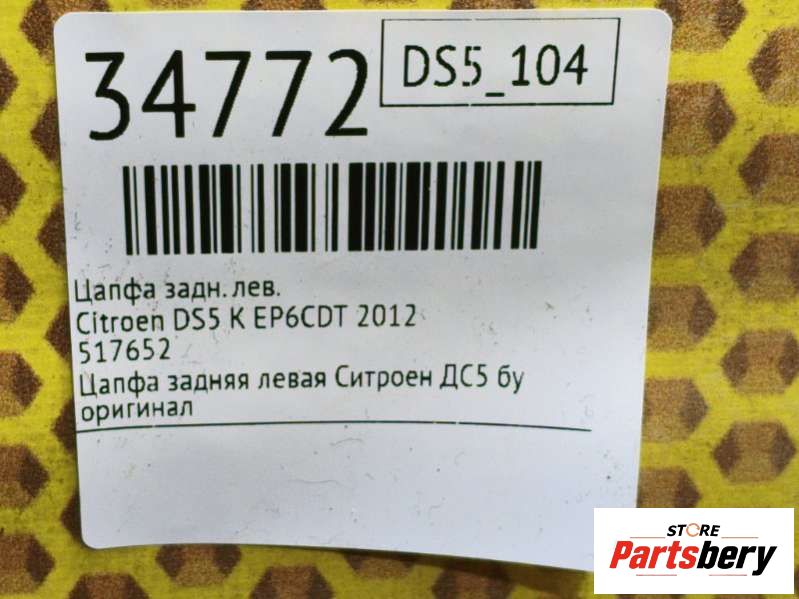 34772
DS5_104
Цапфа задн. лев.
Citroen DS5 K EP6CDT 2012
517652
Цапфа задняя левая Ситроен ДС5 бу
оригинал
STORE
Partsbery